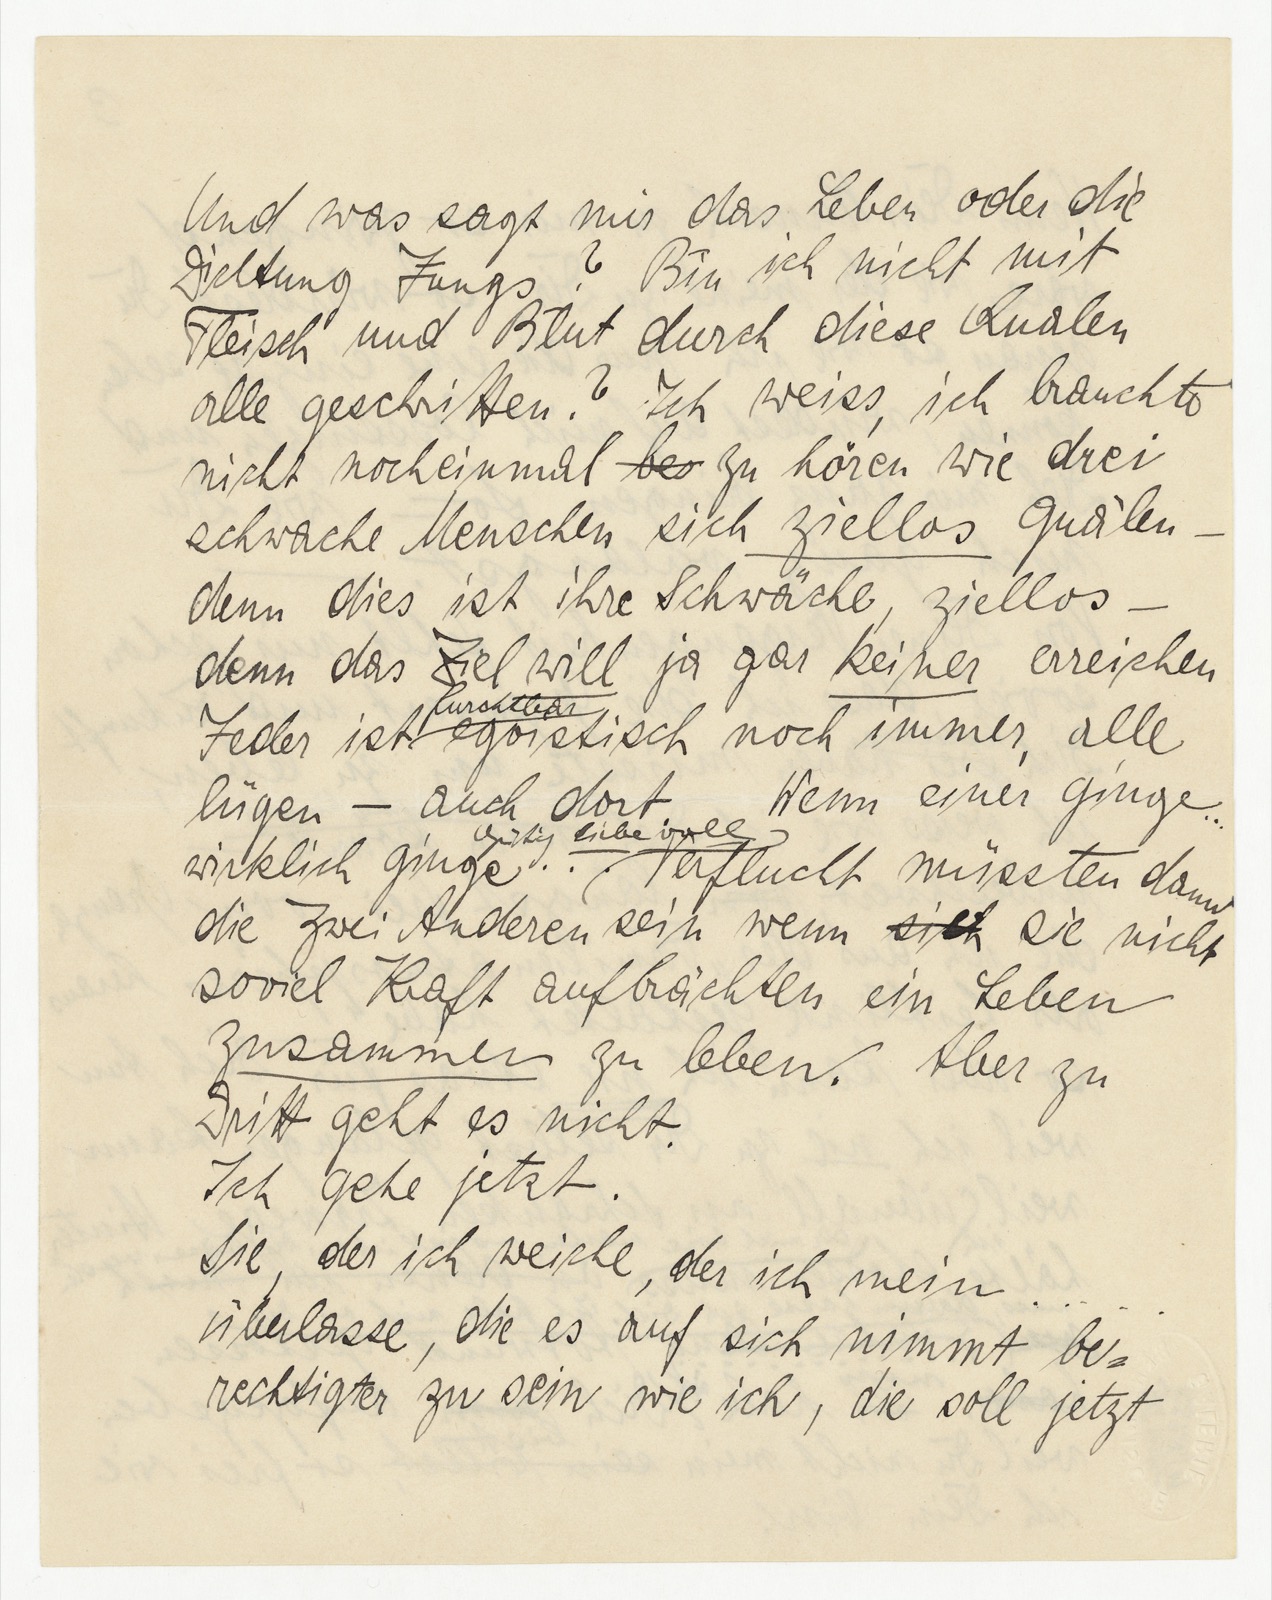 Und was sagt mir das Leben oder die
Dichtung Jungs? Bin ich nicht mit
Fleisch und Blut durch diese Qualen
alle geschritten? Ich weiss, ich brauchte
nicht nocheinmal bes zu hören wie drei
schwache Menschen sich ziellos quälen –
denn dies ist ihre Schwäche, ziellos –
denn das Ziel will ja gar keiner erreichen
furchtbar
Jeder ist egoistisch noch immer, alle
lügen – auch dort Wenn einer ginge...
gütig liebevoll
wirklich ginge... Verflucht müssten dann
die zwei Anderen sein wenn sich sie nicht
soviel Kraft aufbrächten ein Leben
zusammen zu leben. Aber zu
Dritt geht es nicht.
Ich gehe jetzt.
Sie, der ich weiche, der ich mein .....
überlasse, die es auf sich nimmt be=
rechtigter zu sein wie ich, die soll jetzt